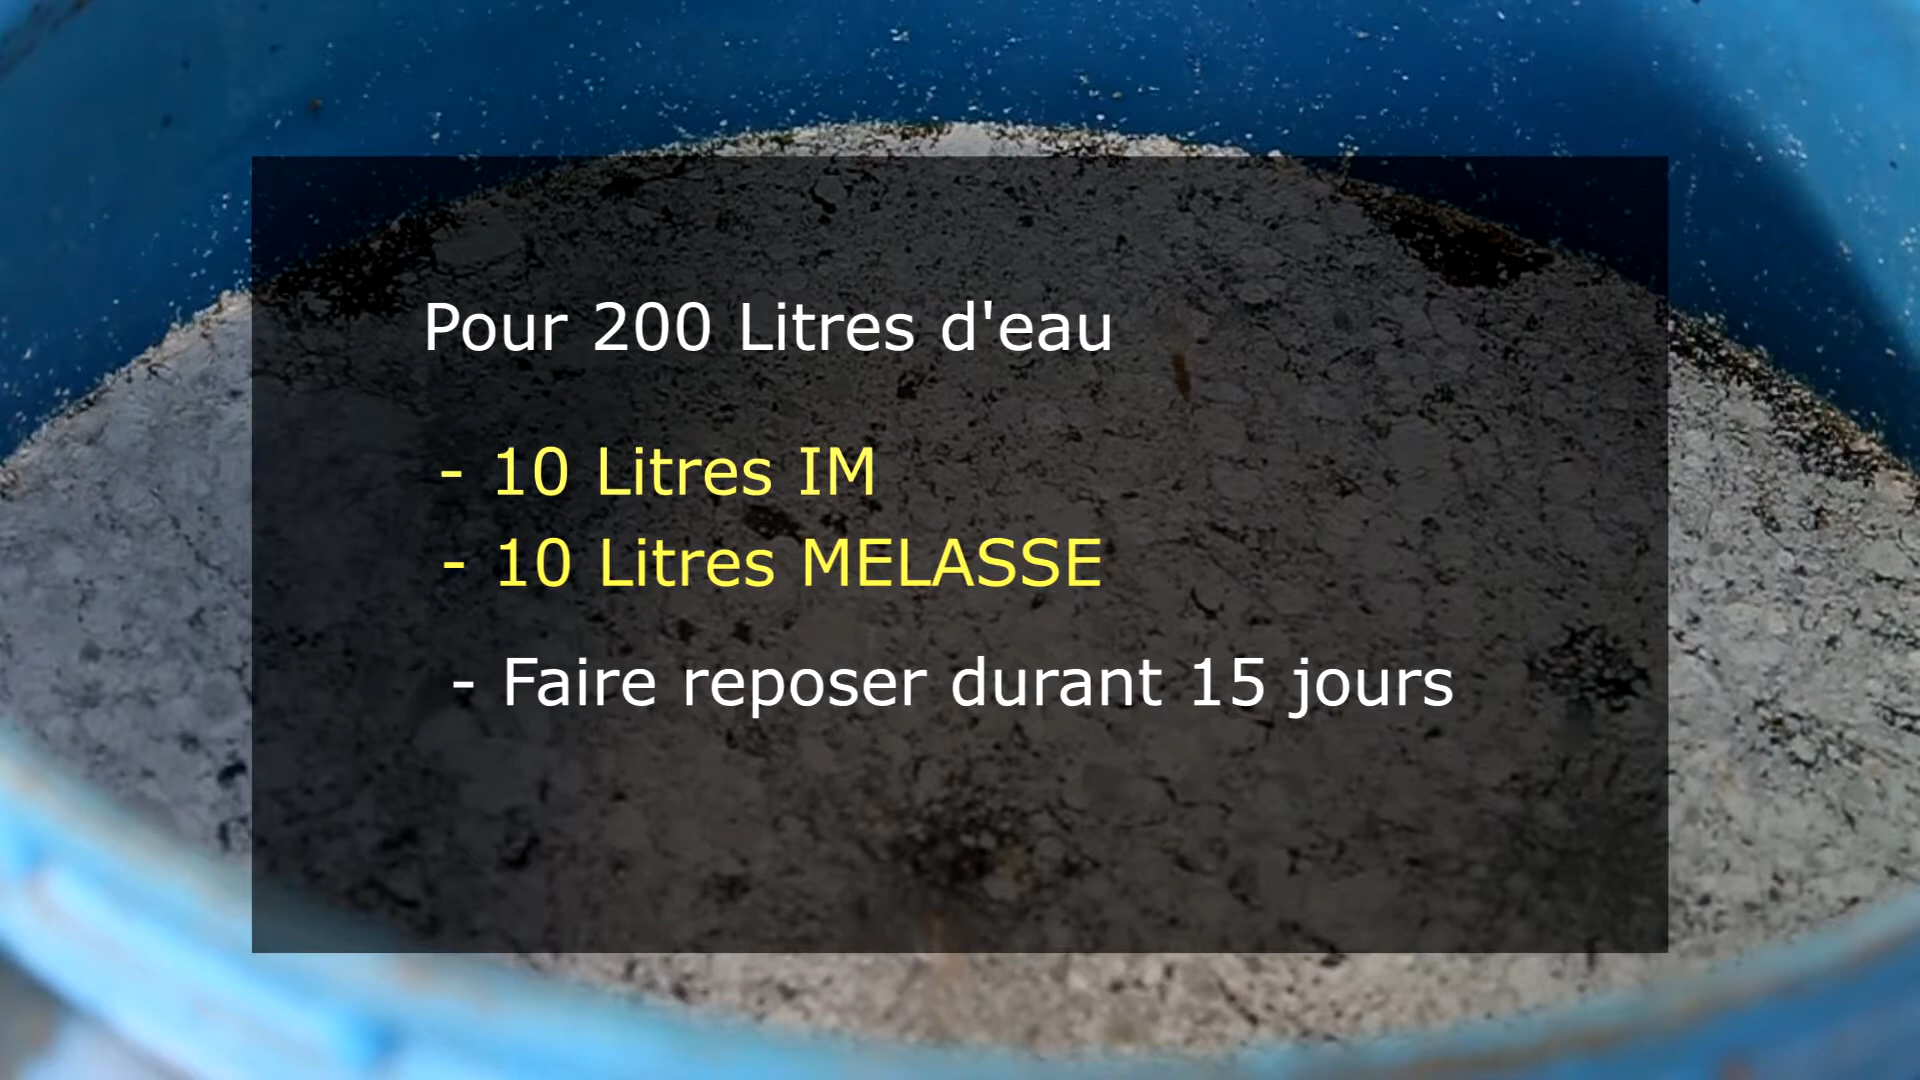 Pour 200 Litres d'eau
- 10 Litres IM
- 10 Litres MELASSE
- Faire reposer durant 15 jours